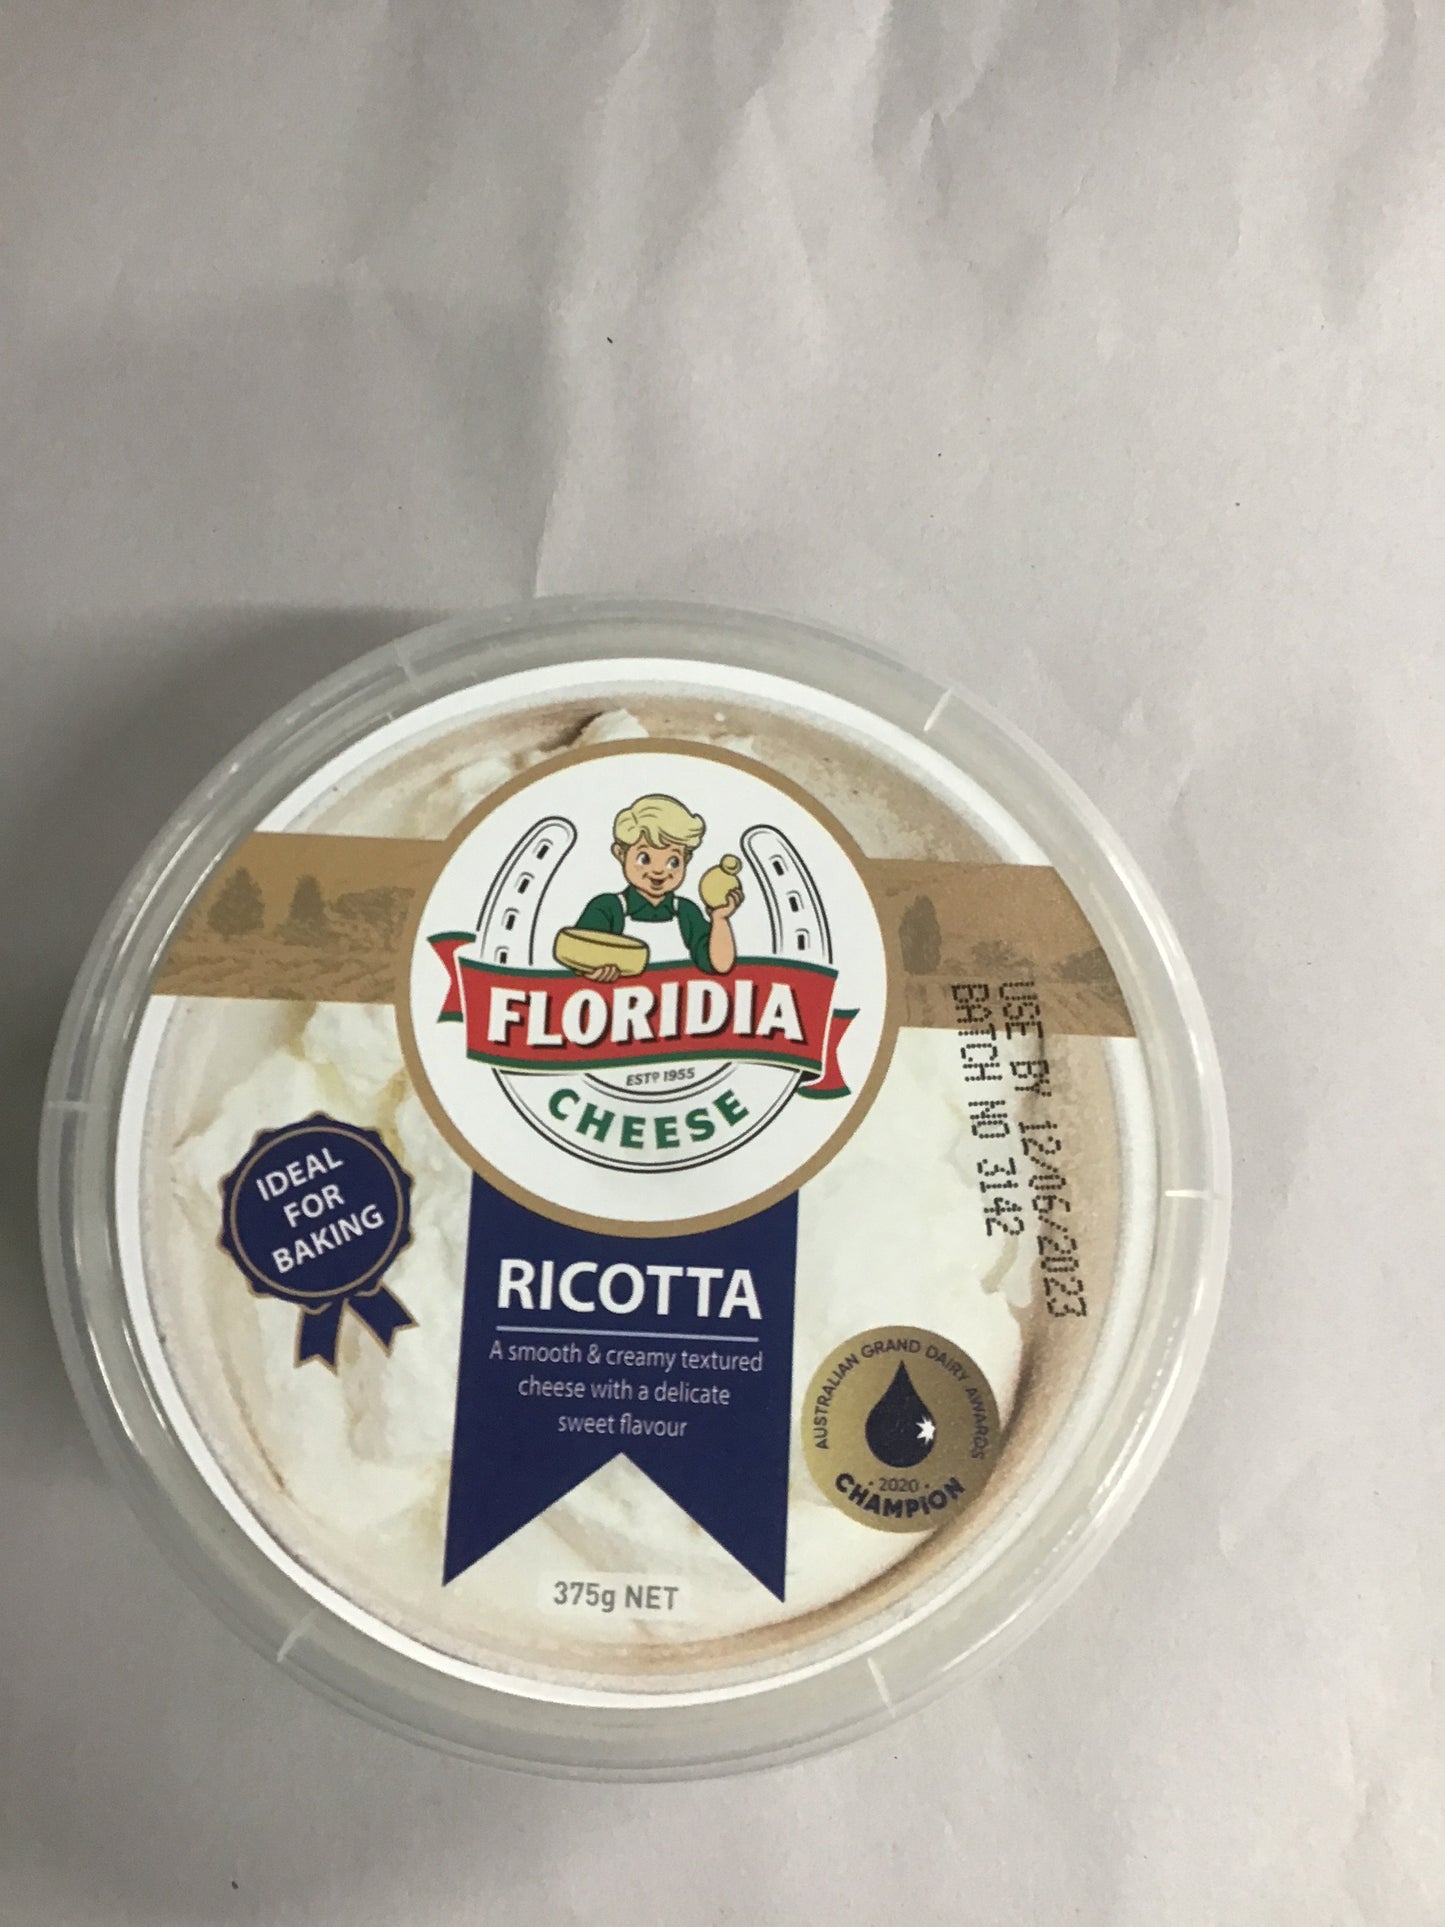 FLORIDIA
ESTD 1955
CHEESE
USE BY 12/06/2023
BATCH NO 3142
IDEAL
FOR
BAKING
RICOTTA
A smooth & creamy textured
cheese with a delicate
sweet flavour
AUSTRALIAN GRAND DAIRY AWARDS
· 2020 ·
CHAMPION
375g NET